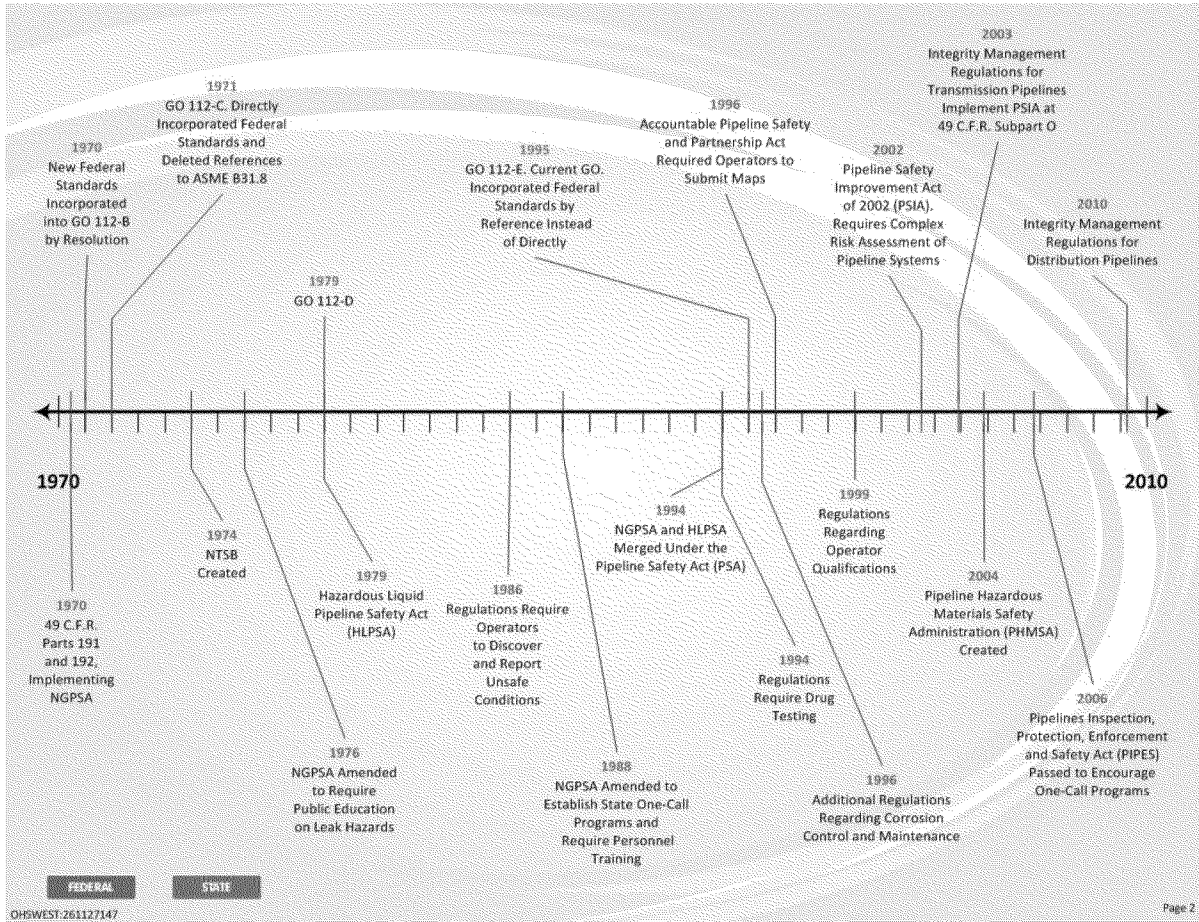 2003
Integrity Management
Regulations for
Transmission Pipelines
Implement PSIA at
49 C.F.R. Subpart O
1971
GO 112-C. Directly
Incorporated Federal
Standards and
Deleted References
to ASME B31.8
1996
Accountable Pipeline Safety
and Partnership Act
Required Operators to
Submit Maps
1970
New Federal
Standards
Incorporated
into GO 112-B
by Resolution
1995
GO 112-E. Current GO.
Incorporated Federal
Standards by
Reference Instead
of Directly
2002
Pipeline Safety
Improvement Act
of 2002 (PSIA).
Requires Complex
Risk Assessment of
Pipeline Systems
2010
Integrity Management
Regulations for
Distribution Pipelines
1979
GO 112-D
1970
2010
1974
NTSB
Created
1994
NGPSA and HLPSA
Merged Under the
Pipeline Safety Act (PSA)
1999
Regulations
Regarding
Operator
Qualifications
1970
49 C.F.R.
Parts 191
and 192,
Implementing
NGPSA
1979
Hazardous Liquid
Pipeline Safety Act
(HLPSA)
1986
Regulations Require
Operators
to Discover
and Report
Unsafe
Conditions
2004
Pipeline Hazardous
Materials Safety
Administration (PHMSA)
Created
1994
Regulations
Require Drug
Testing
2006
Pipelines Inspection,
Protection, Enforcement
and Safety Act (PIPES)
Passed to Encourage
One-Call Programs
1976
NGPSA Amended
to Require
Public Education
on Leak Hazards
1988
NGPSA Amended to
Establish State One-Call
Programs and
Require Personnel
Training
1996
Additional Regulations
Regarding Corrosion
Control and Maintenance
FEDERAL
STATE
OHSWEST:261127147
Page 2